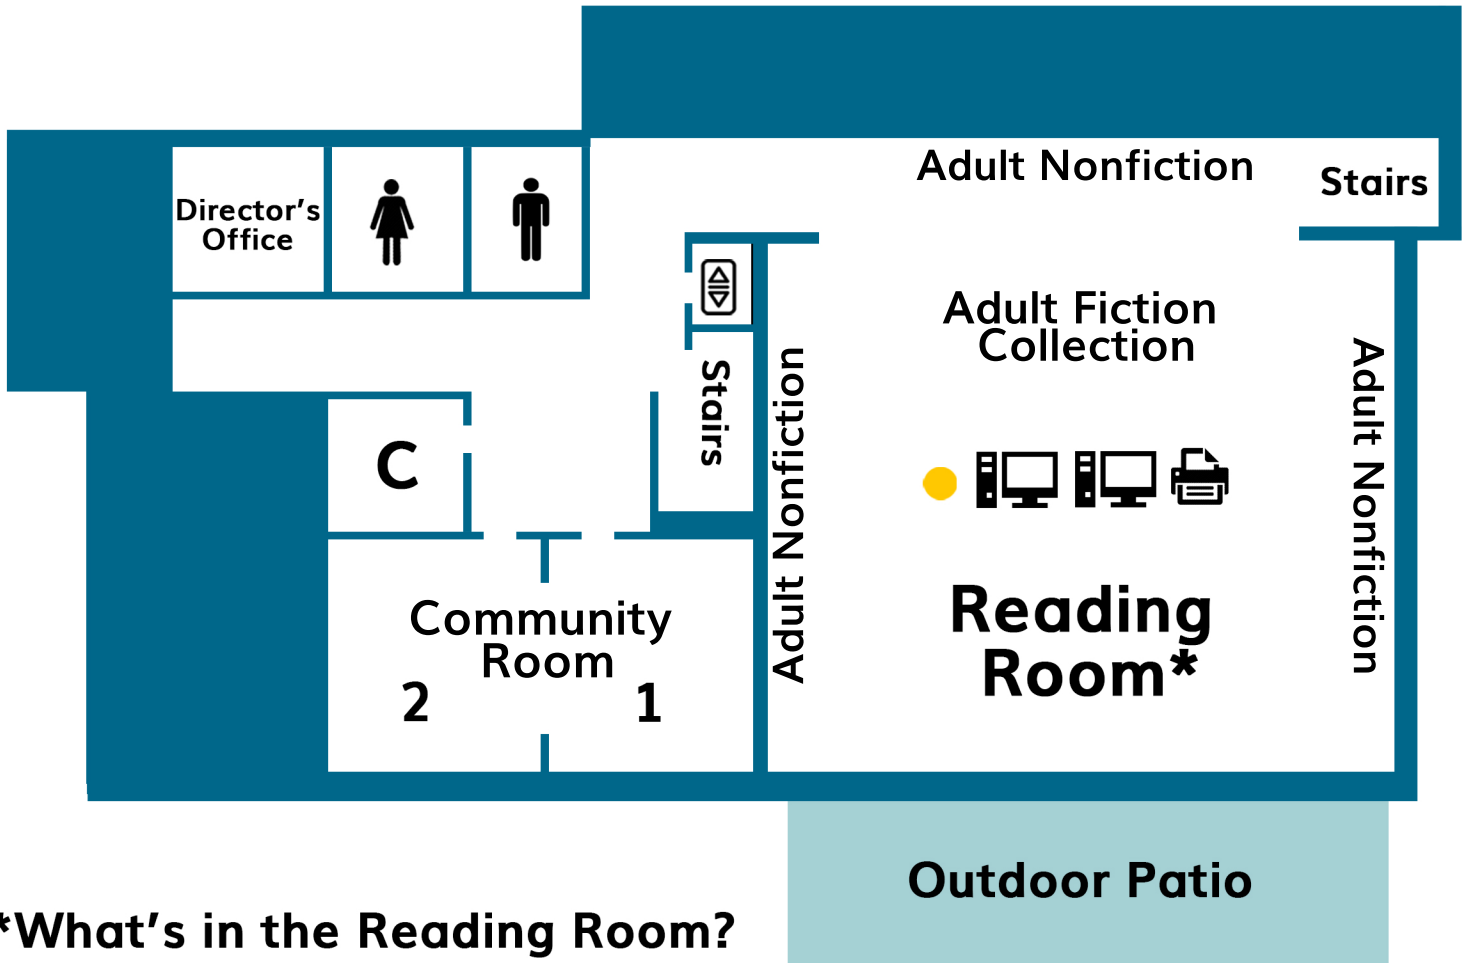 Adult Nonfiction
Stairs
Director's
Office
Adult Fiction
Collection
Stairs
Adult Nonfiction
Adult Nonfiction
C
Community
Room
2
1
Reading
Room*
Outdoor Patio
*What's in the Reading Room?